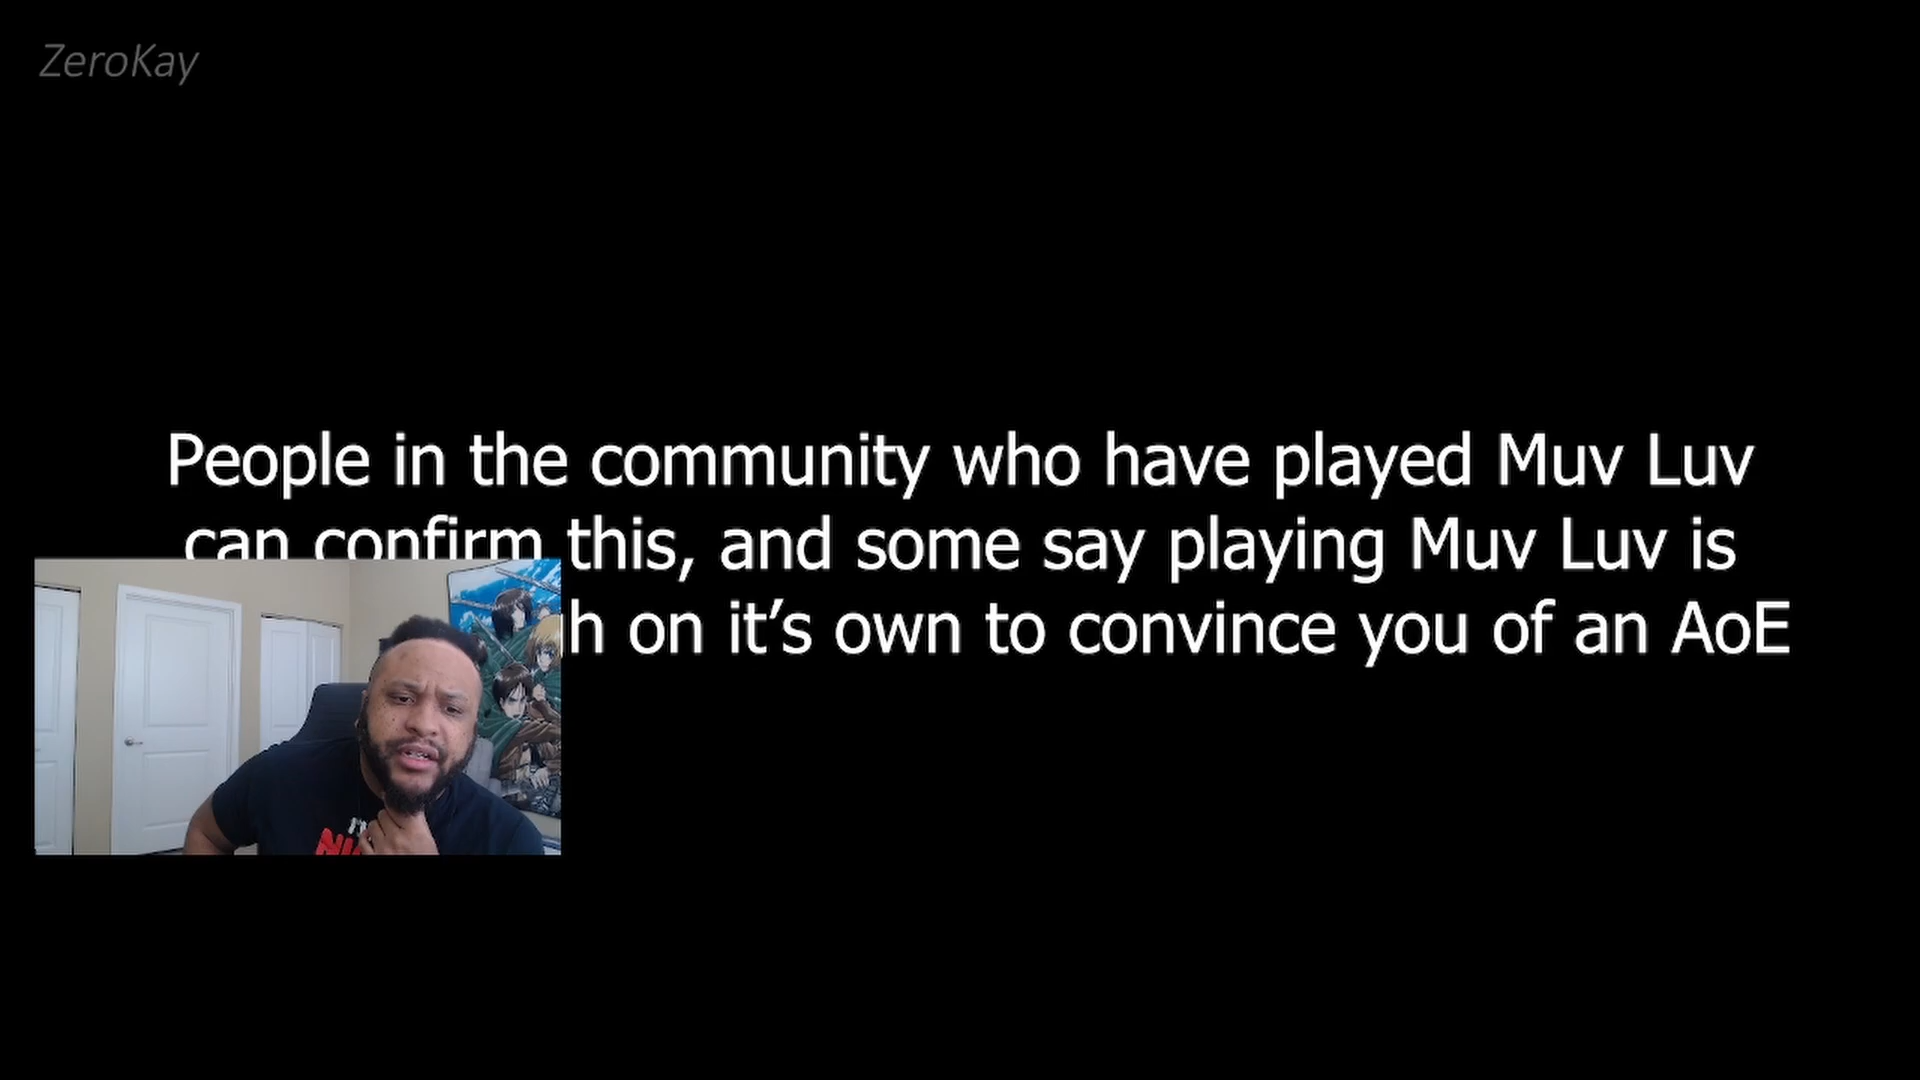 ZeroKay
People in the community who have played Muv Luv
can confirm this, and some say playing Muv Luv is
h on it’s own to convince you of an AoE